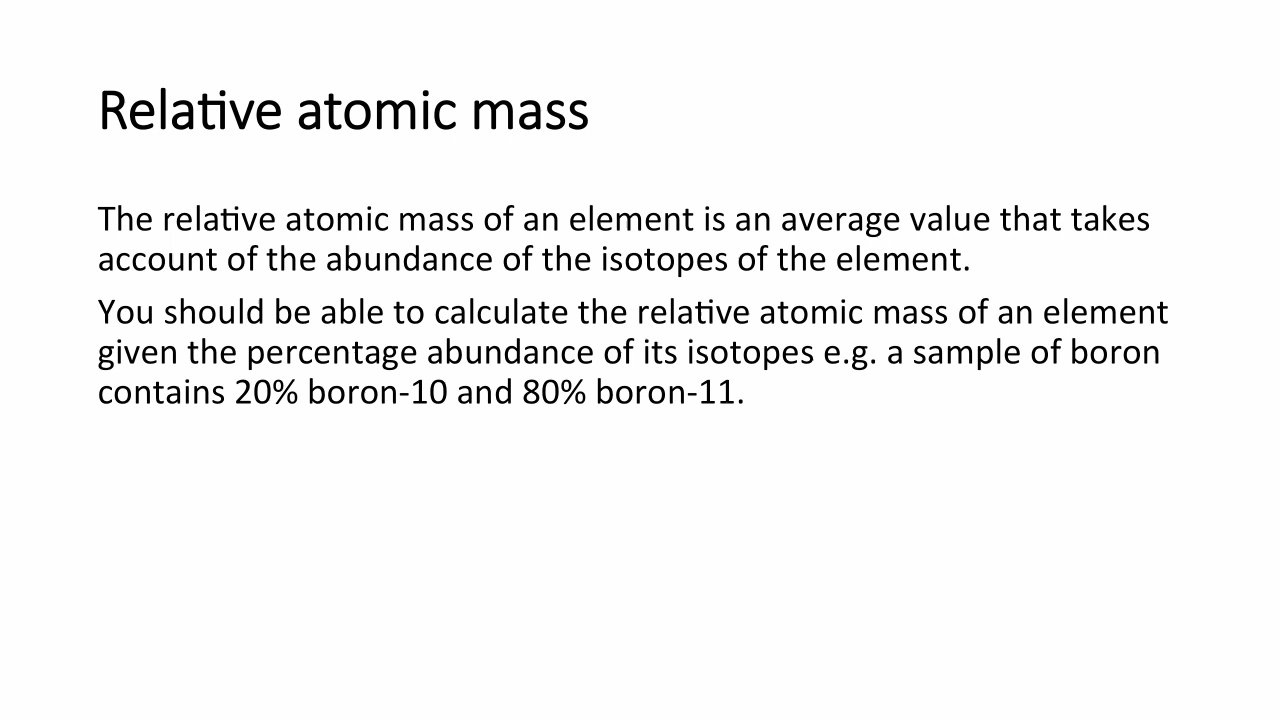 Relative atomic mass
The relative atomic mass of an element is an average value that takes
account of the abundance of the isotopes of the element.
You should be able to calculate the relative atomic mass of an element
given the percentage abundance of its isotopes e.g. a sample of boron
contains 20% boron-10 and 80% boron-11.